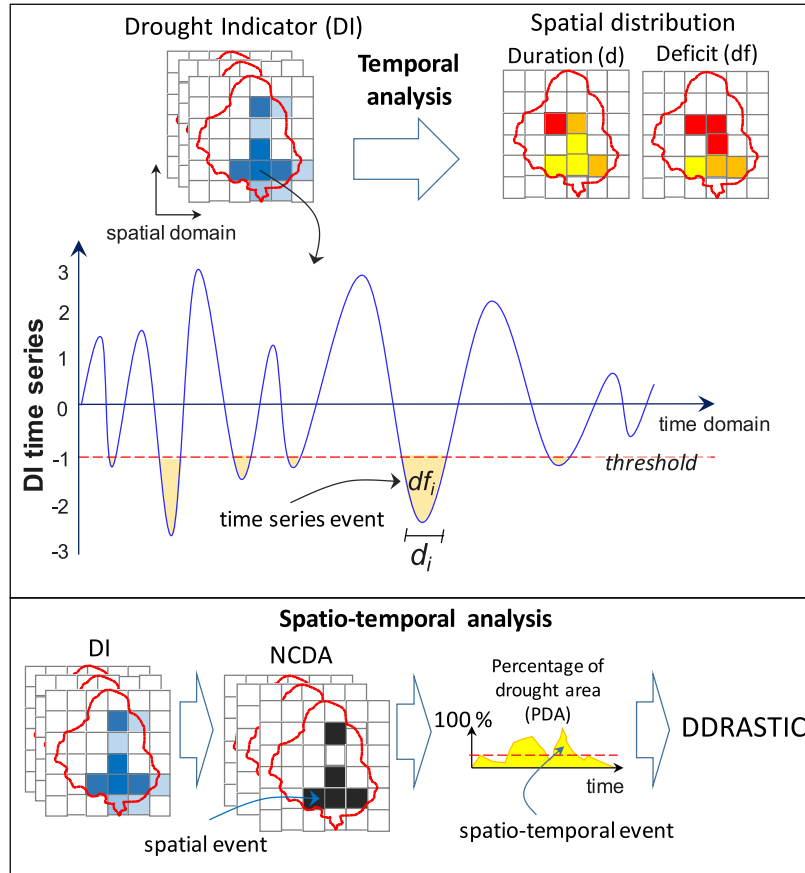 Drought Indicator (DI)
Spatial distribution
Duration (d)
Deficit (df)
Temporal
analysis
spatial domain
DI time series
3
2
1
0
-1
-2
-3
time domain
threshold
time series event
dfi
di
Spatio-temporal analysis
DI
NCDA
Percentage of
drought area
(PDA)
100 %
time
DDRASTIC
spatial event
spatio-temporal event